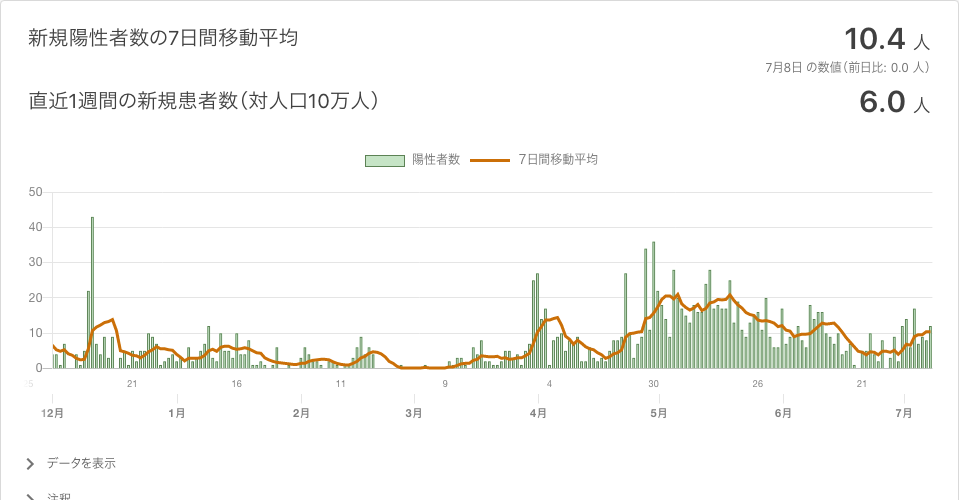 新規陽性者数の7日間移動平均
10.4 人
7月8日 の数値(前日比: 0.0 人)
直近1週間の新規患者数(対人口10万人)
6.0 人
陽性者数 7日間移動平均
50
40
30
20
10
0
5 21 16 11 9 4 30 26 21
12月 1月 2月 3月 4月 5月 6月 7月
データを表示
注釈